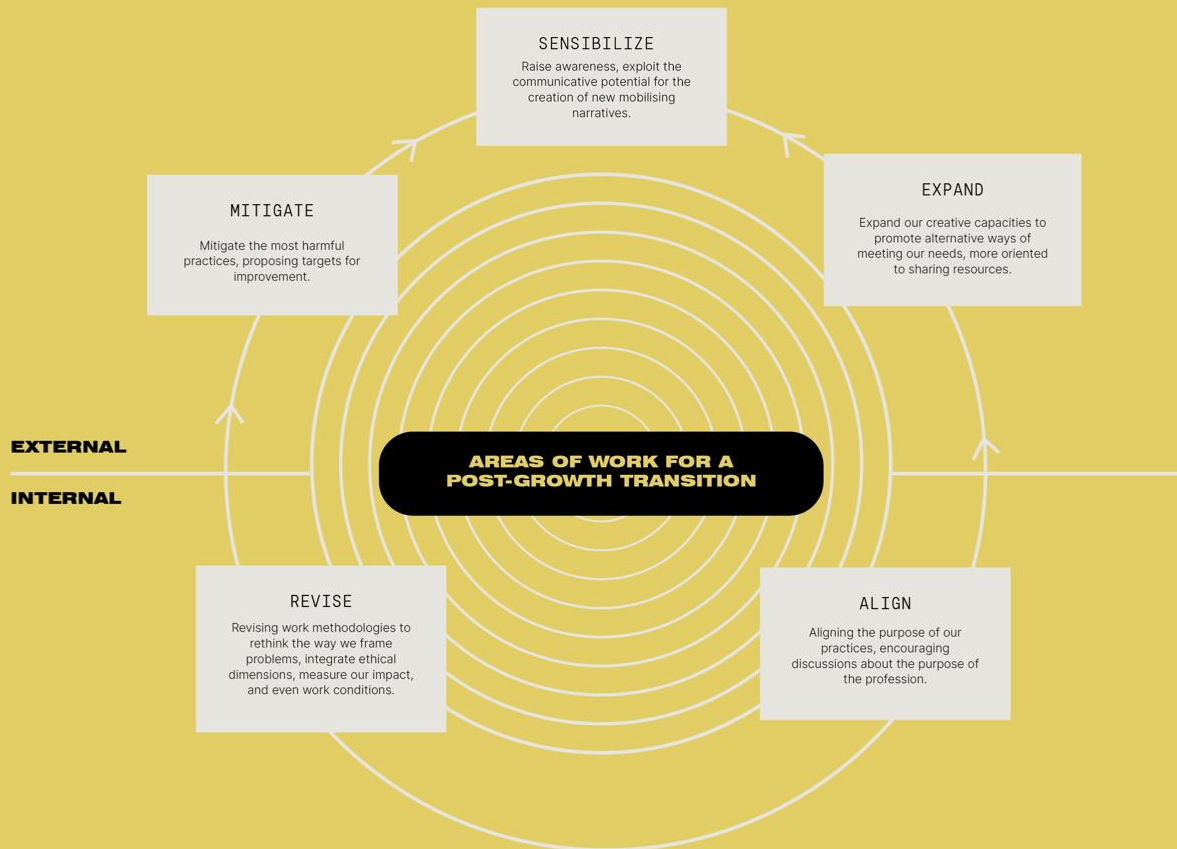 SENSIBILIZE
Raise awareness, exploit the
communicative potential for the
creation of new mobilising
narratives.
MITIGATE
Mitigate the most harmful
practices, proposing targets for
improvement.
EXPAND
Expand our creative capacities to
promote alternative ways of
meeting our needs, more oriented
to sharing resources.
EXTERNAL
INTERNAL
AREAS OF WORK FOR A
POST-GROWTH TRANSITION
REVISE
Revising work methodologies to
rethink the way we frame
problems, integrate ethical
dimensions, measure our impact,
and even work conditions.
ALIGN
Aligning the purpose of our
practices, encouraging
discussions about the purpose of
the profession.